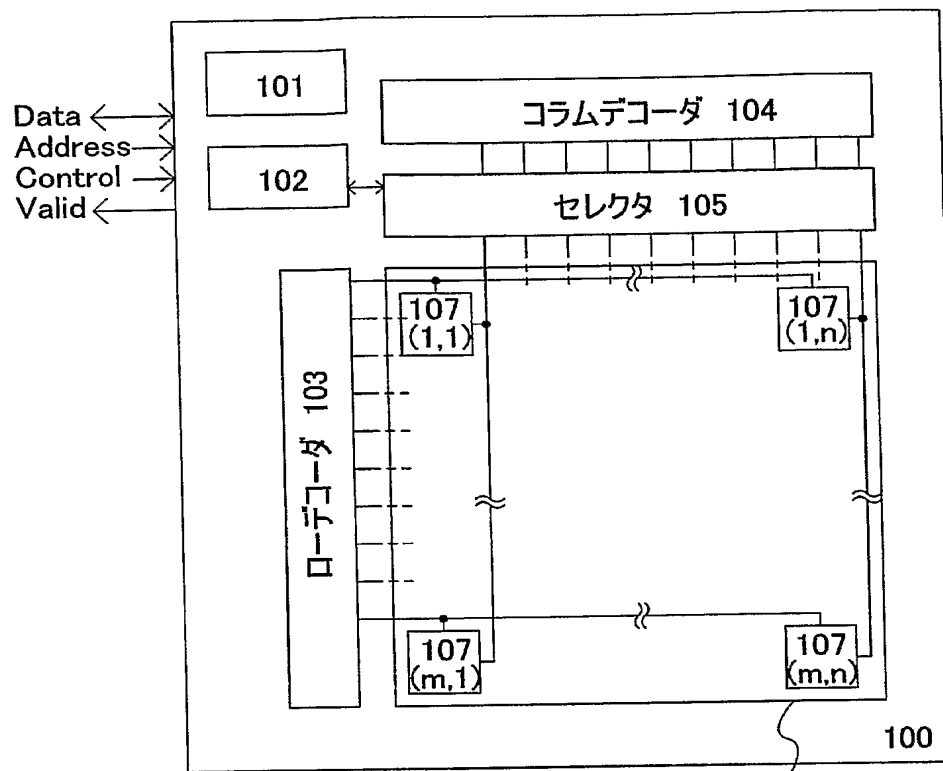 101
コラムデコーダ 104
Data
Address
Control
Valid
102
セレクタ 105
ローデコーダ 103
107
(1,1)
107
(1,n)
107
(m,1)
107
(m,n)
100